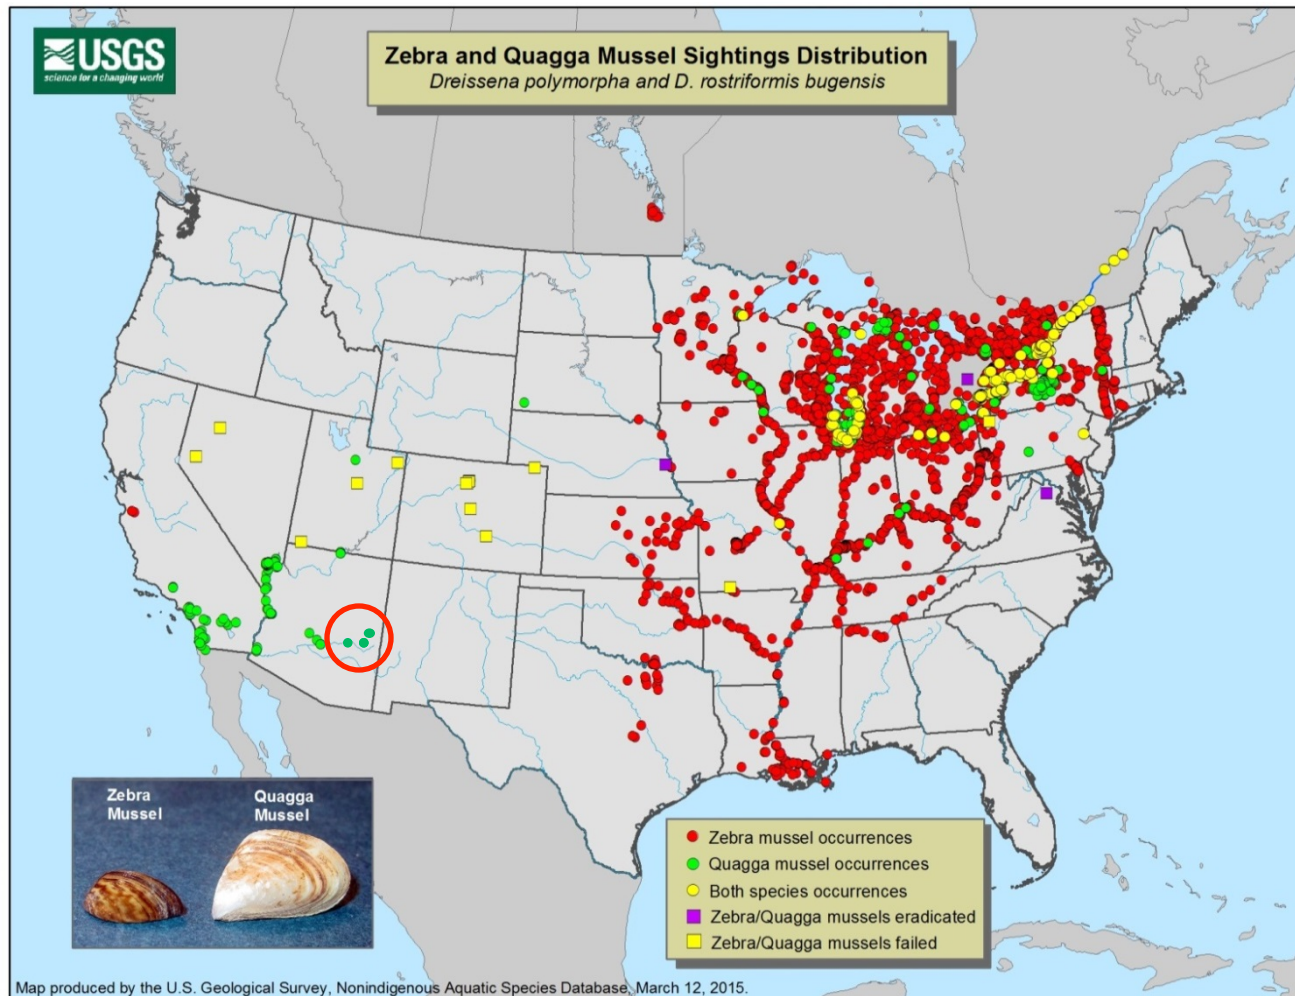 USGS
science for a changing world
Zebra and Quagga Mussel Sightings Distribution
Dreissena polymorpha and D. rostriformis bugensis
Zebra
Mussel
Quagga
Mussel
Zebra mussel occurrences
Quagga mussel occurrences
Both species occurrences
Zebra/Quagga mussels eradicated
Zebra/Quagga mussels failed
Map produced by the U.S. Geological Survey, Nonindigenous Aquatic Species Database, March 12, 2015.